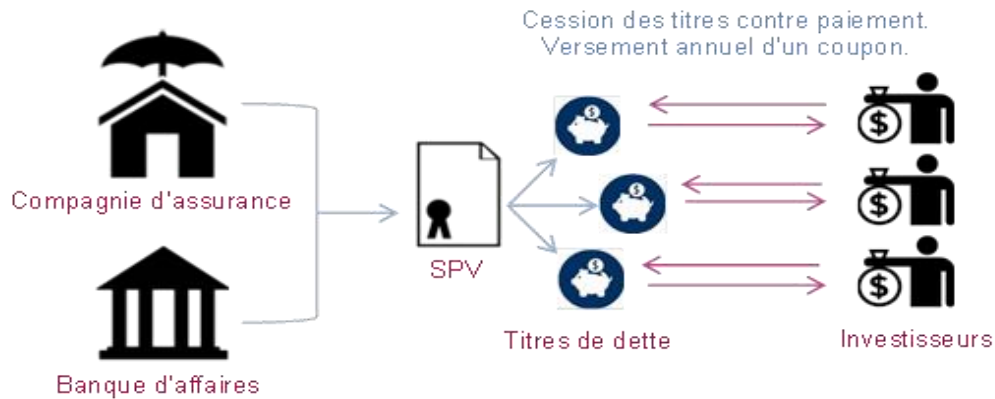 Cession des titres contre paiement.
Versement annuel d'un coupon.
Compagnie d'assurance
SPV
Titres de dette
Investisseurs
Banque d'affaires